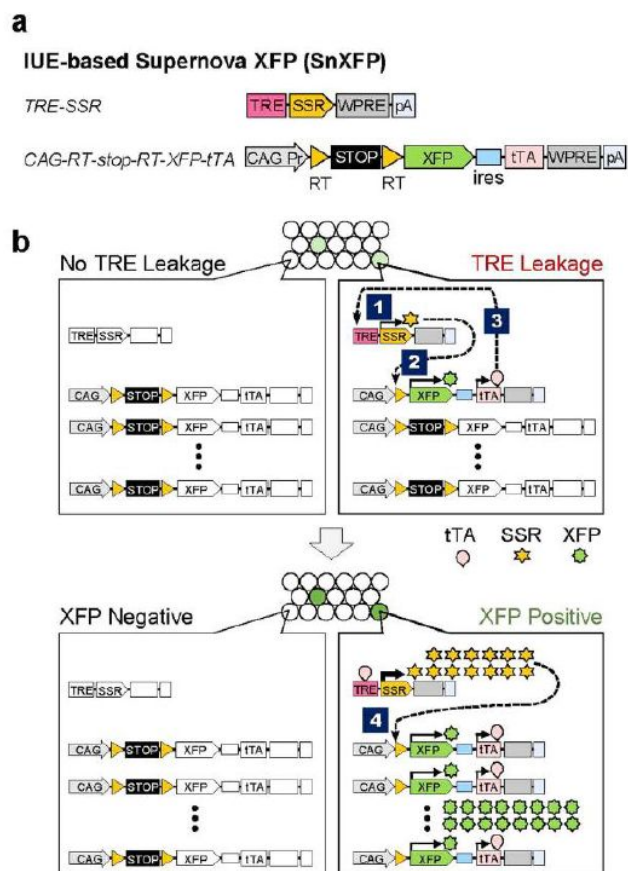 a
IUE-based Supernova XFP (SnXFP)
TRE-SSR TRE SSR WPRE pA
CAG-RT-stop-RT-XFP-tTA CAG Pr STOP XFP tTA WPRE pA
RT RT ires
b
No TRE Leakage TRE Leakage
1 3
TRE SSR TRE SSR
2
CAG STOP XFP tTA CAG XFP tTA
CAG STOP XFP tTA CAG STOP XFP tTA
CAG STOP XFP tTA CAG STOP XFP tTA
tTA SSR XFP
XFP Negative XFP Positive
TRE SSR TRE SSR
4
CAG STOP XFP tTA CAG XFP tTA
CAG STOP XFP tTA CAG XFP tTA
CAG STOP XFP tTA CAG XFP tTA